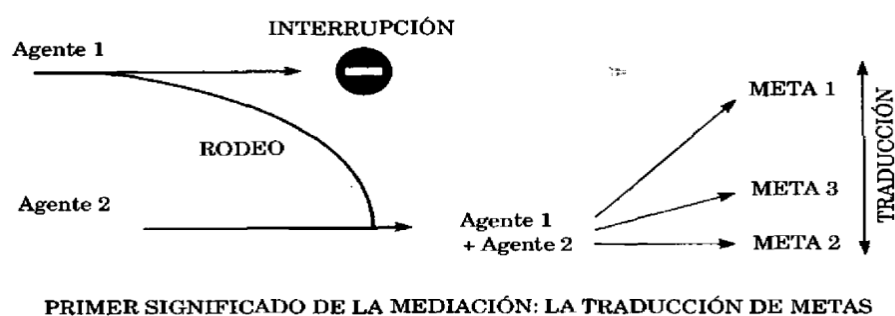 INTERRUPCIÓN
Agente 1
RODEO
Agente 2
Agente 1
+ Agente 2
META 1
META 3
META 2
TRADUCCIÓN
PRIMER SIGNIFICADO DE LA MEDIACIÓN: LA TRADUCCIÓN DE METAS